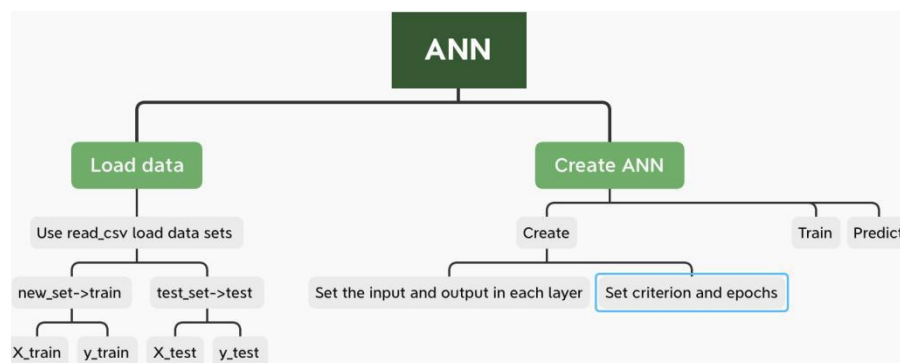 ANN
Load data
Create ANN
Use read_csv load data sets
Create
Train
Predict
new_set->train
test_set->test
Set the input and output in each layer
Set criterion and epochs
X_train
y_train
X_test
y_test